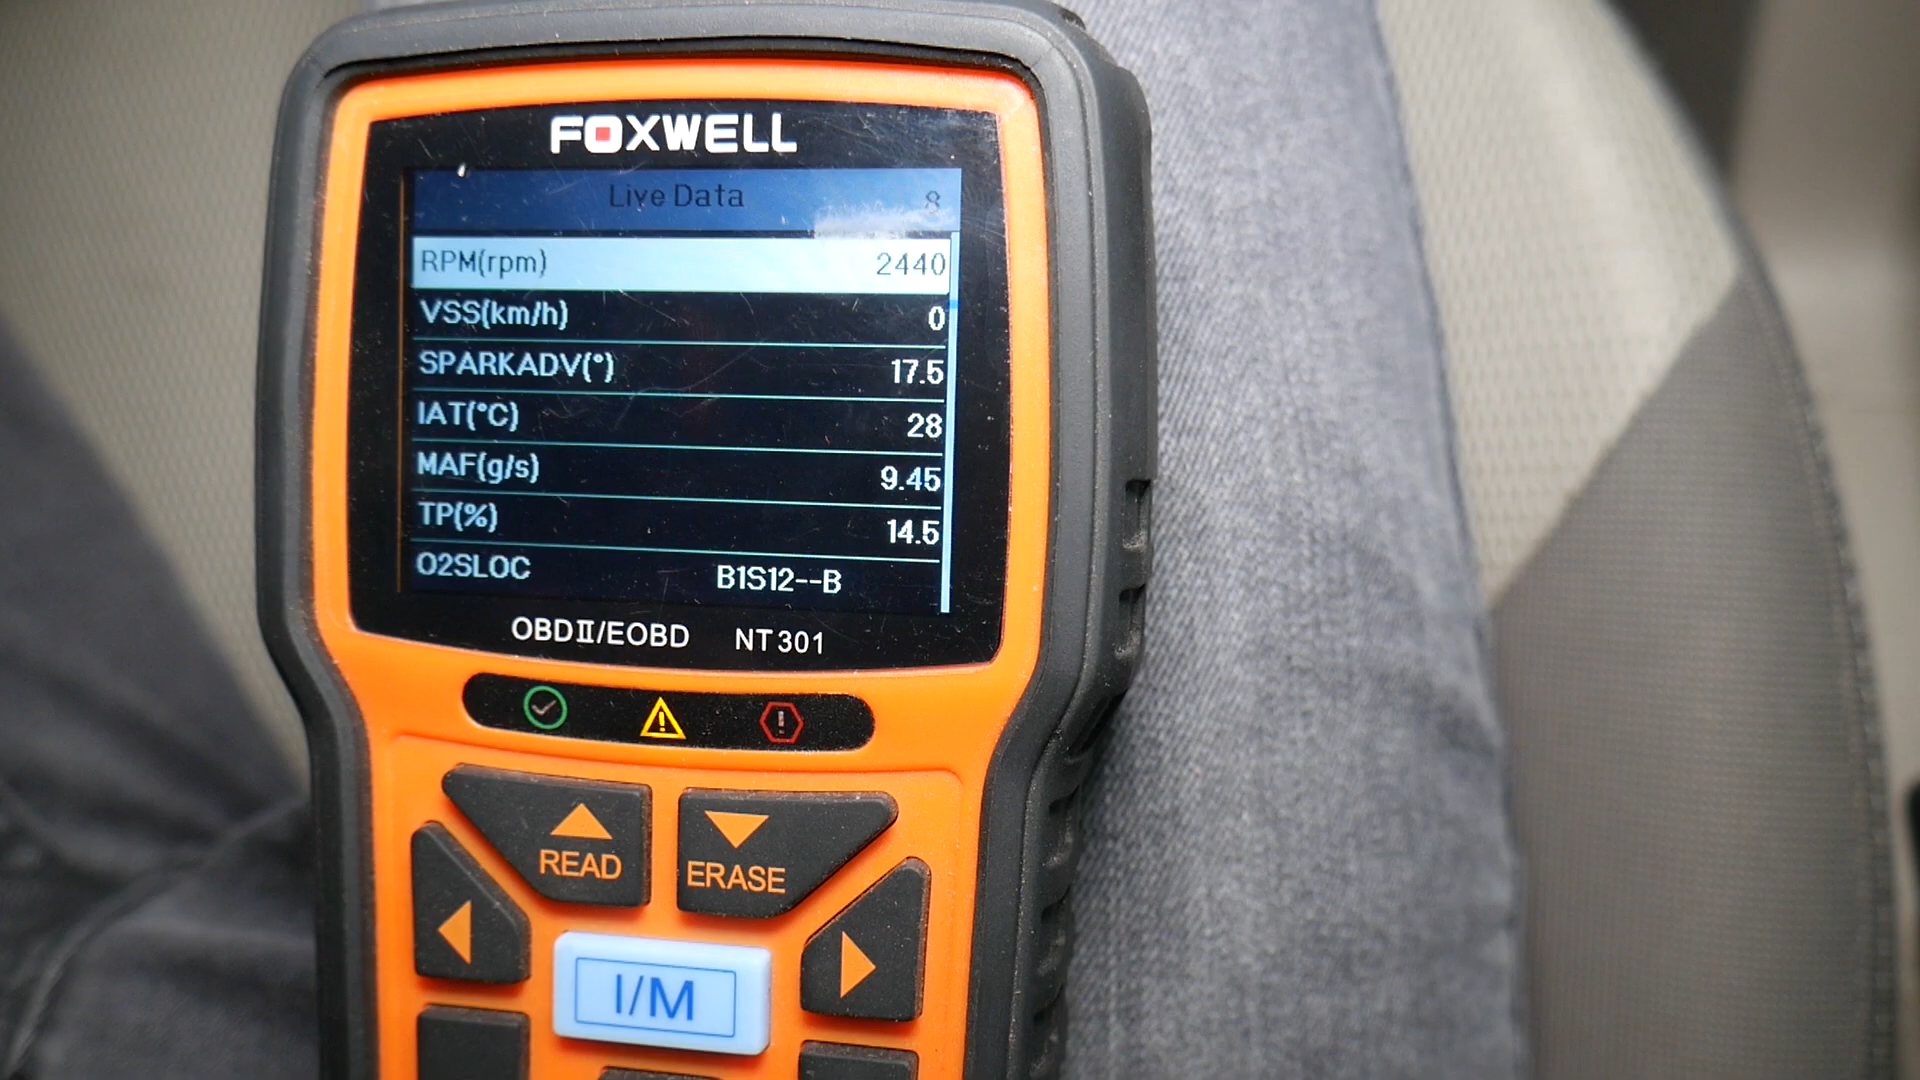 FOXWELL
Live Data 8
RPM(rpm) 2440
VSS(km/h) 0
SPARKADV(°) 17.5
IAT(°C) 28
MAF(g/s) 9.45
TP(%) 14.5
O2SLOC B1S12--B
OBDII/EOBD NT301
READ ERASE
I/M